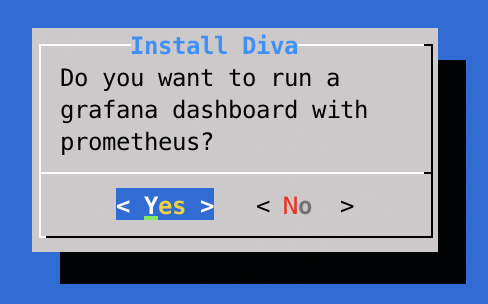 Install Diva
Do you want to run a
grafana dashboard with
prometheus?
< Yes > < No >